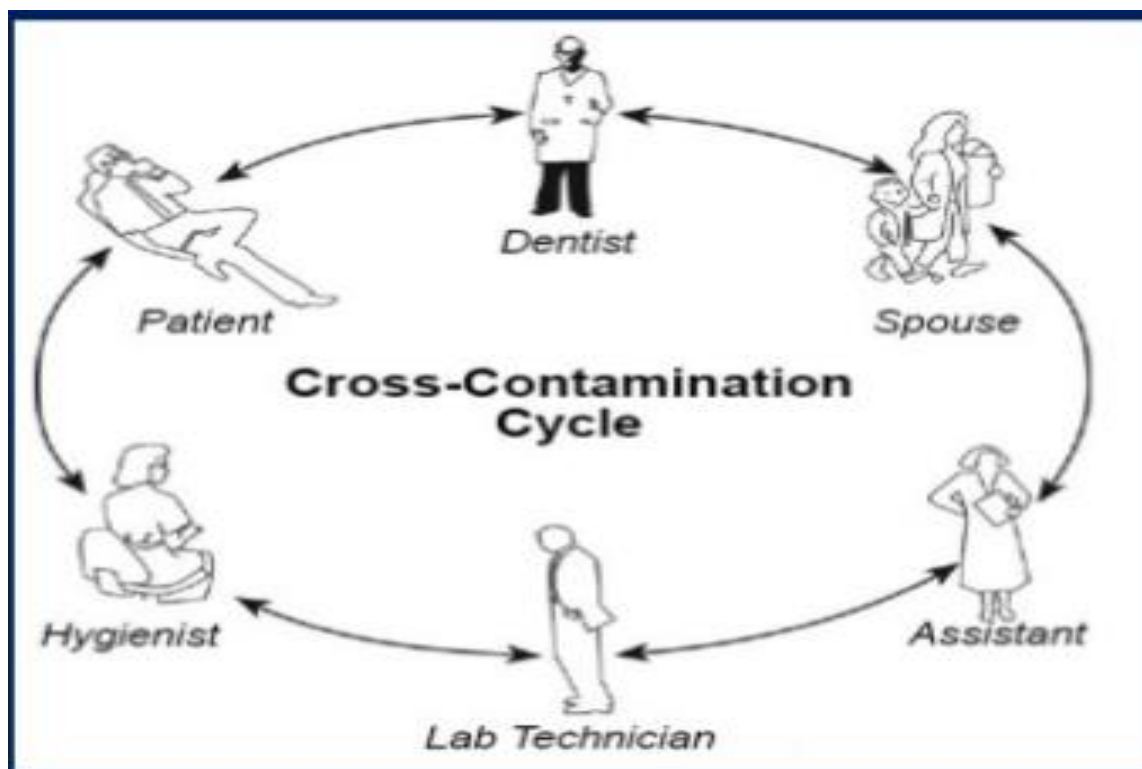 Dentist
Patient
Spouse
Cross-Contamination
Cycle
Hygienist
Assistant
Lab Technician